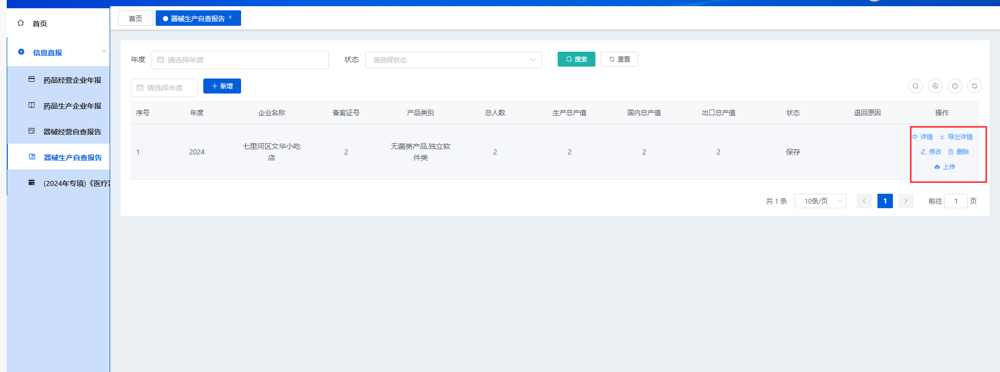 首页
信息直报
药品经营企业年报
药品生产企业年报
器械经营自查报告
器械生产自查报告
(2024年专项)《医疗
首页
器械生产自查报告 ×
年度 请选择年度 状态 请选择状态 搜索 重置
请选择年度 新增
序号 年度 企业名称 备案证号 产品类别 总人数 生产总产值 国内总产值 出口总产值 状态 退回原因 操作
1 2024 七里河区文华小吃店 2 无菌类产品,独立软件类 2 2 2 2 保存
详情 导出详情
修改 删除
上传
共 1 条 10条/页 1 前往 1 页